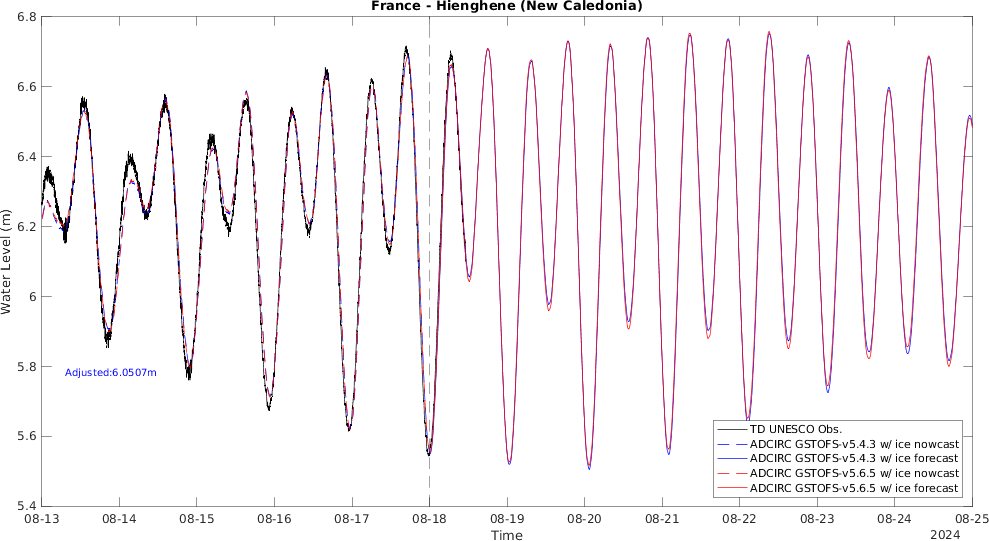 France - Hienghene (New Caledonia)
6.8
6.6
6.4
6.2
6
5.8
5.6
5.4
Water Level (m)
Adjusted:6.0507m
TD UNESCO Obs.
ADCIRC GSTOFS-v5.4.3 w/ ice nowcast
ADCIRC GSTOFS-v5.4.3 w/ ice forecast
ADCIRC GSTOFS-v5.6.5 w/ ice nowcast
ADCIRC GSTOFS-v5.6.5 w/ ice forecast
08-13 08-14 08-15 08-16 08-17 08-18 08-19 08-20 08-21 08-22 08-23 08-24 08-25
Time
2024